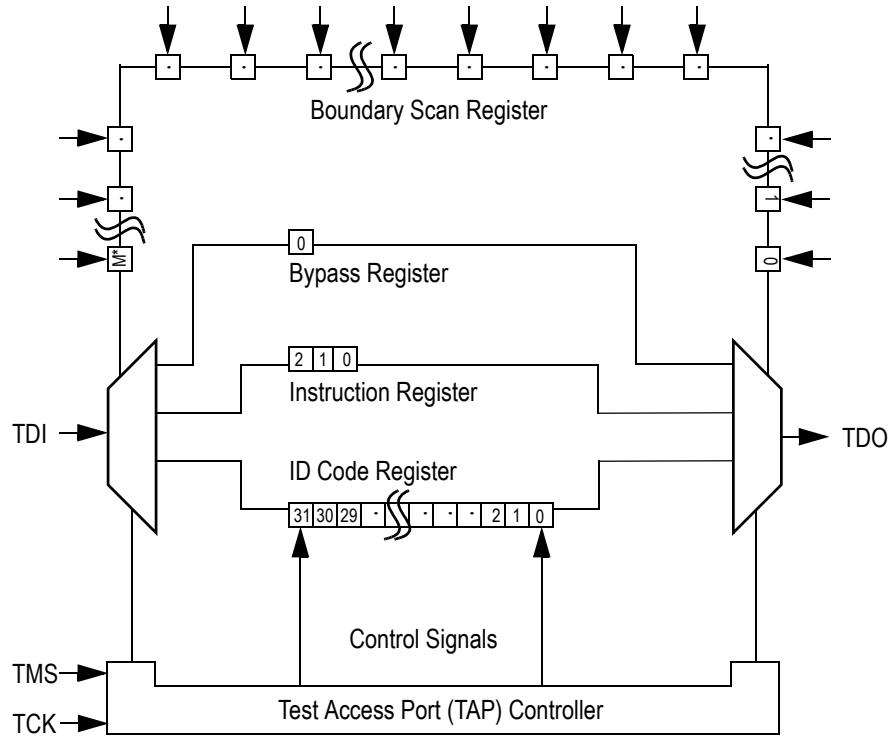 · · · · · · · ·
Boundary Scan Register
· ·
· 1
M* 0
0
Bypass Register
2 1 0
Instruction Register
TDI TDO
ID Code Register
31 30 29 · · · · 2 1 0
Control Signals
TMS
Test Access Port (TAP) Controller
TCK